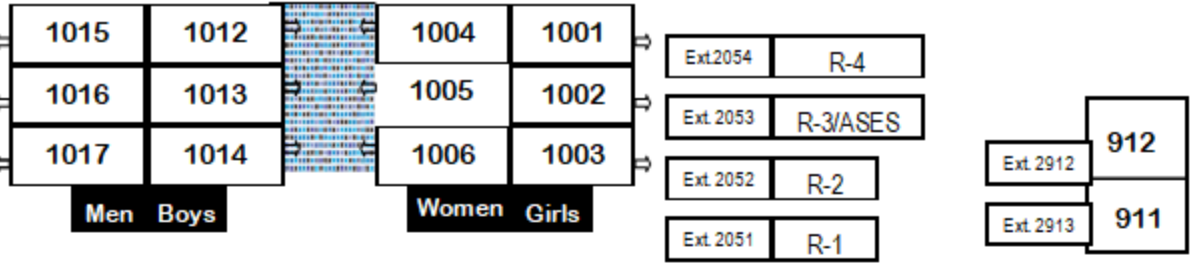 1015 1012 1004 1001
1016 1013 1005 1002
1017 1014 1006 1003
Men Boys
Women Girls
Ext.2054 R-4
Ext. 2053 R-3/ASES
Ext. 2052 R-2
Ext. 2051 R-1
912
Ext. 2912
911
Ext. 2913